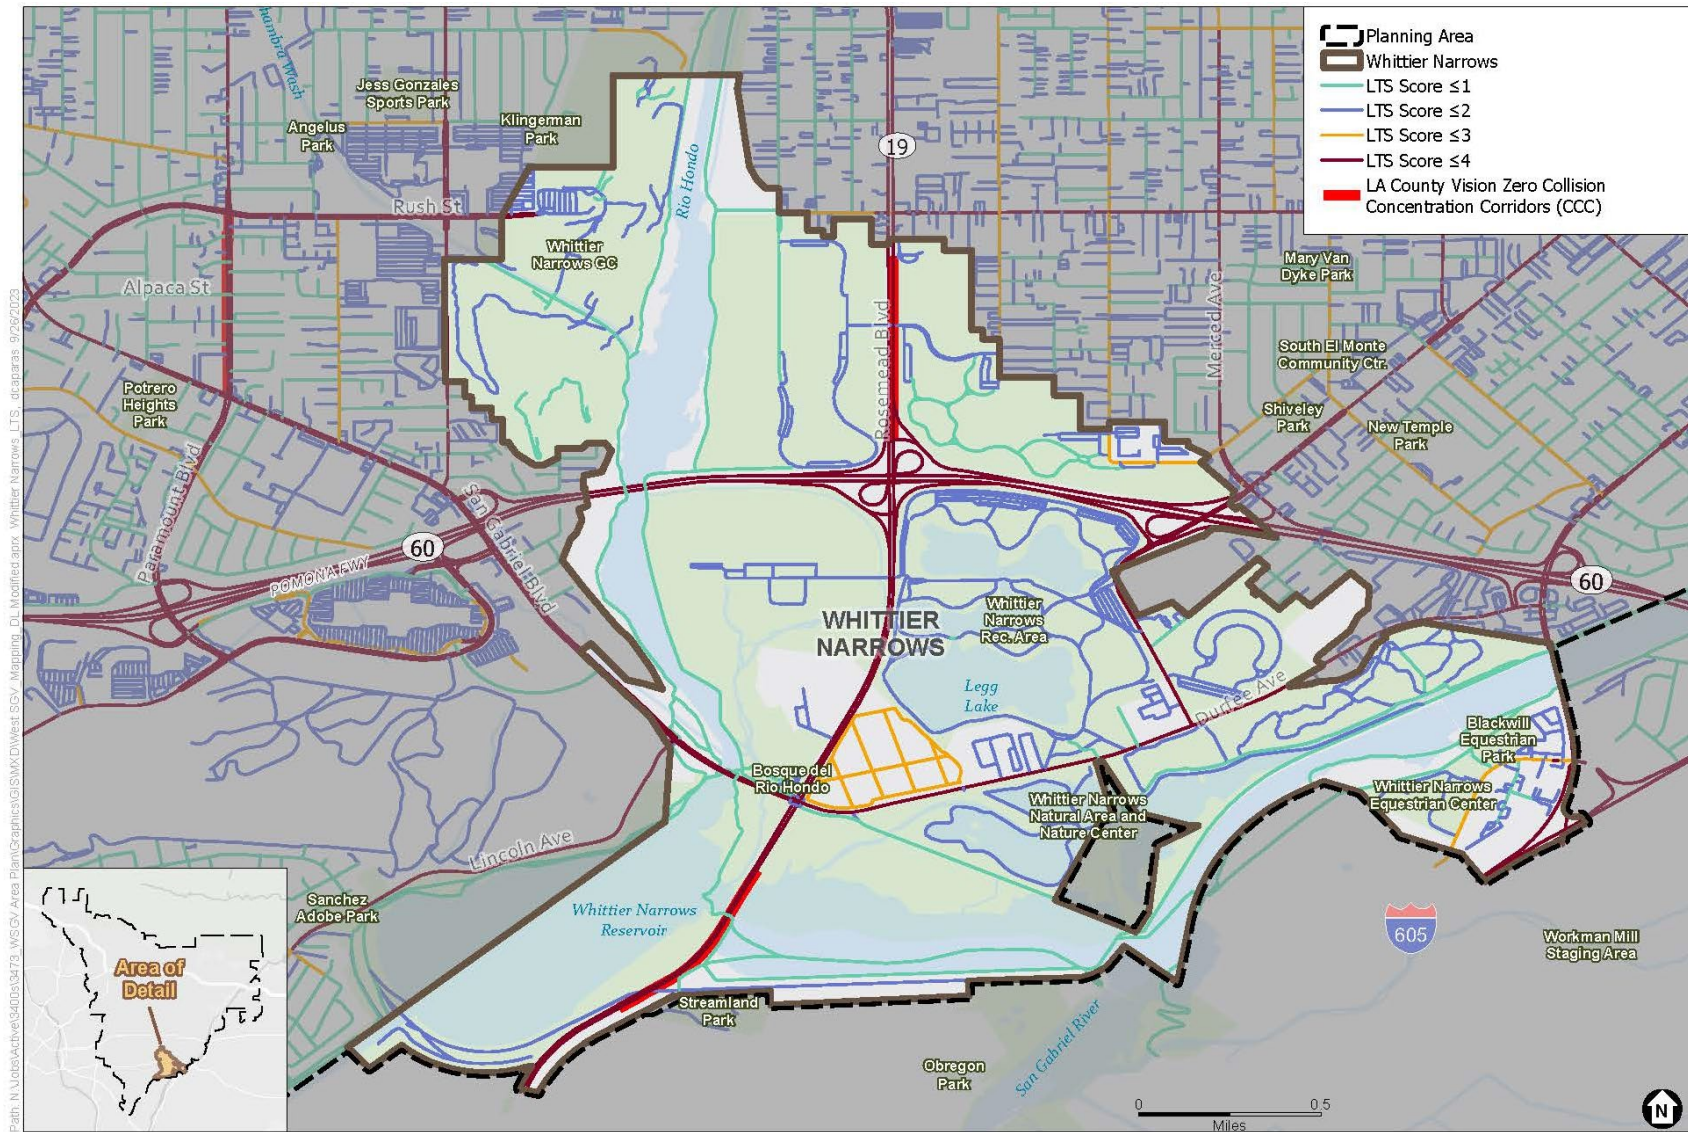 Planning Area
Whittier Narrows
LTS Score ≤1
LTS Score ≤2
LTS Score ≤3
LTS Score ≤4
LA County Vision Zero Collision
Concentration Corridors (CCC)
hambra Wash
Jess Gonzales
Sports Park
Angelus
Park
Klingerman
Park
19
Rio Hondo
Rush St
Whittier
Narrows GC
Alpaca St
Mary Van
Dyke Park
Rosemead Blvd
Merced Ave
South El Monte
Community Ctr.
Potrero
Heights
Park
Shiveley
Park
New Temple
Park
Paramount Blvd
San Gabriel Blvd
60
POMONA FWY
60
WHITTIER
NARROWS
Whittier
Narrows
Rec. Area
Legg
Lake
Durfee Ave
Blackwill
Equestrian
Park
Bosque del
Rio Hondo
Whittier Narrows
Natural Area and
Nature Center
Whittier Narrows
Equestrian Center
Lincoln Ave
Sanchez
Adobe Park
Whittier Narrows
Reservoir
605
Workman Mill
Staging Area
Area of
Detail
Streamland
Park
Obregon
Park
San Gabriel River
0 0.5
Miles
N